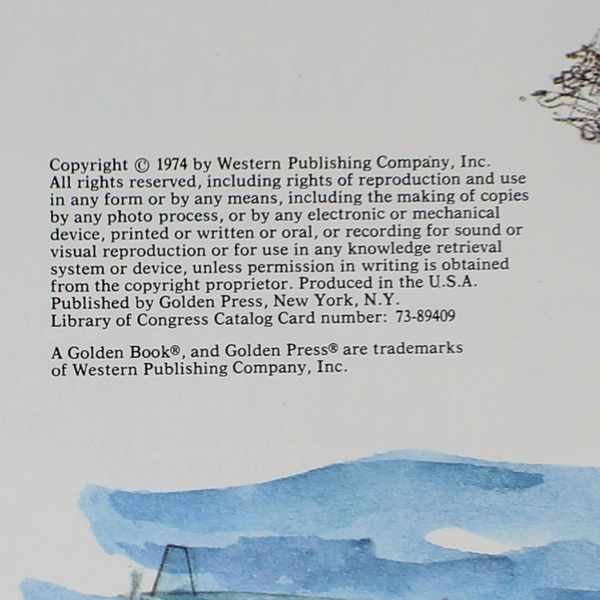 Copyright © 1974 by Western Publishing Company, Inc.
All rights reserved, including rights of reproduction and use
in any form or by any means, including the making of copies
by any photo process, or by any electronic or mechanical
device, printed or written or oral, or recording for sound or
visual reproduction or for use in any knowledge retrieval
system or device, unless permission in writing is obtained
from the copyright proprietor. Produced in the U.S.A.
Published by Golden Press, New York, N.Y.
Library of Congress Catalog Card number: 73-89409
A Golden Book®, and Golden Press® are trademarks
of Western Publishing Company, Inc.